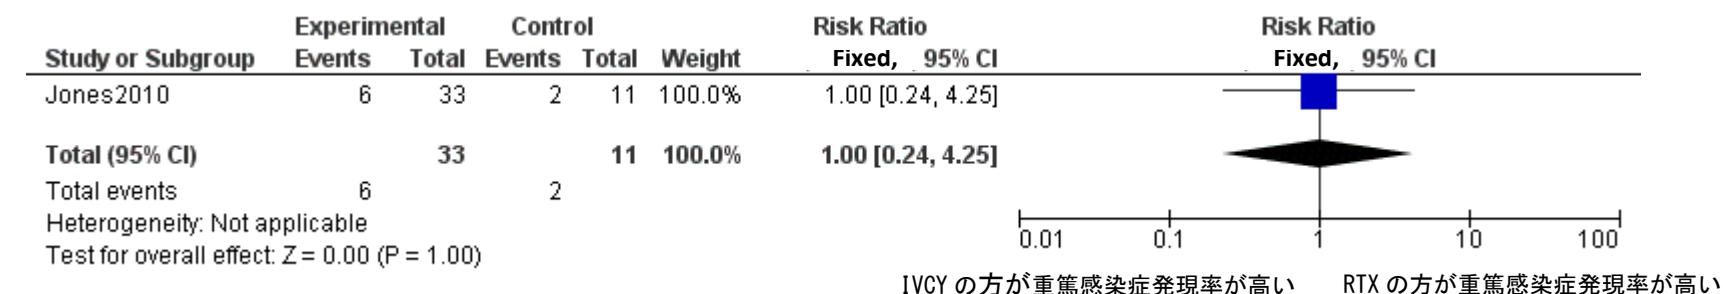 Experimental Control Risk Ratio Risk Ratio
Study or Subgroup Events Total Events Total Weight Fixed, 95% CI Fixed, 95% CI
Jones2010 6 33 2 11 100.0% 1.00 [0.24, 4.25]
Total (95% CI) 33 11 100.0% 1.00 [0.24, 4.25]
Total events 6 2
Heterogeneity: Not applicable
Test for overall effect: Z = 0.00 (P = 1.00)
0.01 0.1 1 10 100
IVCY の方が重篤感染症発現率が高い RTX の方が重篤感染症発現率が高い